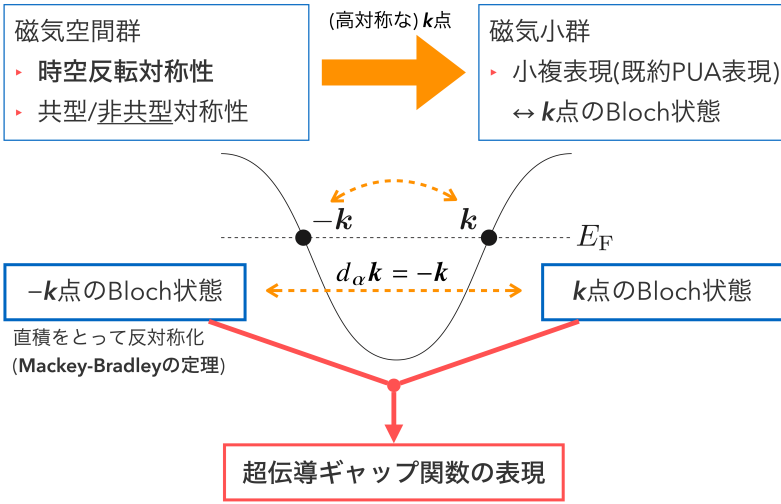 磁気空間群
▸ 時空反転対称性
▸ 共型/非共型対称性
(高対称な) k点
磁気小群
▸ 小複表現(既約PUA表現)
↔ k点のBloch状態
−k
k
E_F
d_α k = −k
−k点のBloch状態
k点のBloch状態
直積をとって反対称化
(Mackey-Bradleyの定理)
超伝導ギャップ関数の表現